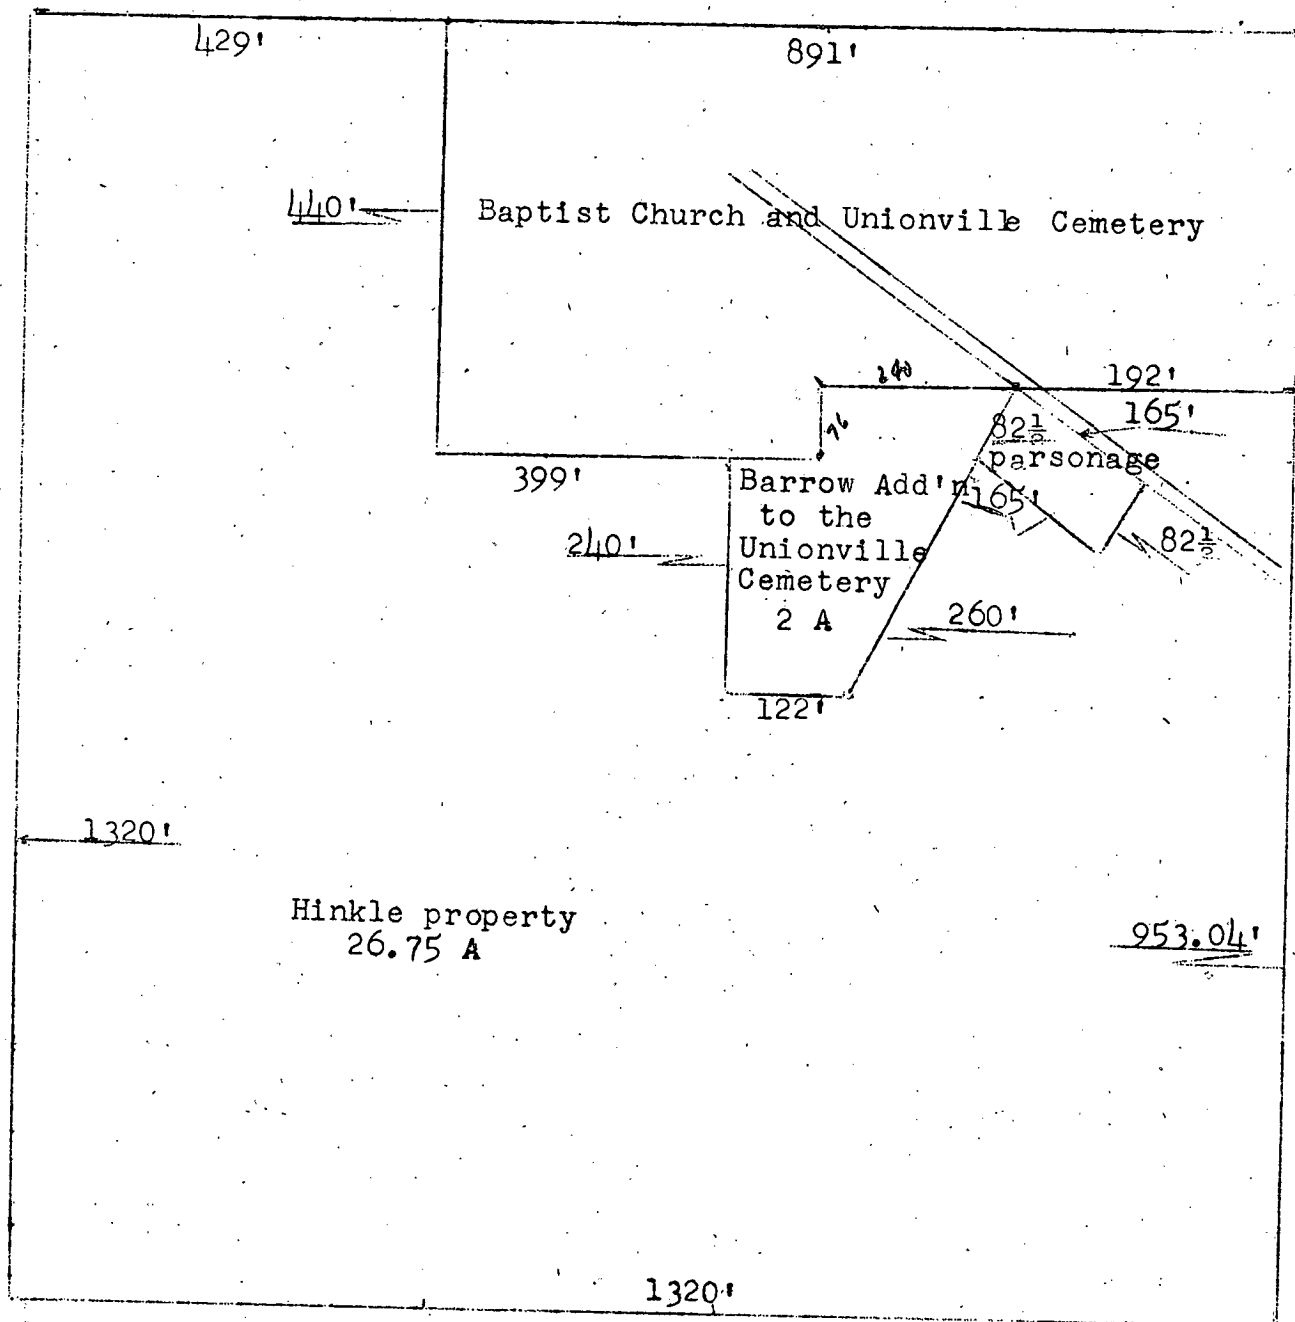 429'
891'
440'
Baptist Church and Unionville Cemetery
192'
76
165'
82½
parsonage
399'
Barrow Add'n
165'
to the
240'
Unionville
82½
Cemetery
2 A
260'
122'
1320'
Hinkle property
26.75 A
953.04'
1320'